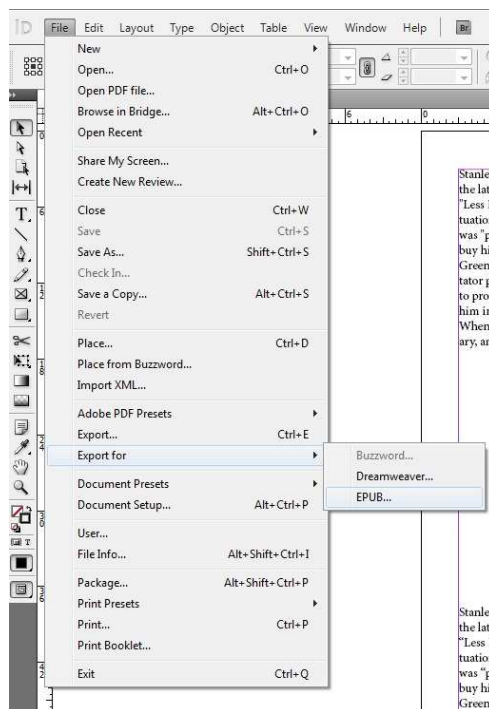 ID File Edit Layout Type Object Table View Window Help Br
New
Open... Ctrl+O
Open PDF file...
Browse in Bridge... Alt+Ctrl+O
Open Recent
Share My Screen...
Create New Review...
Close Ctrl+W
Save Ctrl+S
Save As... Shift+Ctrl+S
Check In...
Save a Copy... Alt+Ctrl+S
Revert
Place... Ctrl+D
Place from Buzzword...
Import XML...
Adobe PDF Presets
Export... Ctrl+E
Export for
Buzzword...
Dreamweaver...
EPUB...
Document Presets
Document Setup... Alt+Ctrl+P
User...
File Info... Alt+Shift+Ctrl+I
Package... Alt+Shift+Ctrl+P
Print Presets
Print... Ctrl+P
Print Booklet...
Exit Ctrl+Q
6 0
Stanle
the lat
"Less
tuation
was "p
buy hi
Green
tator p
to pro
him in
When
ary, an
Stanle
the lat
“Less
tuatio
was “p
buy hi
Green